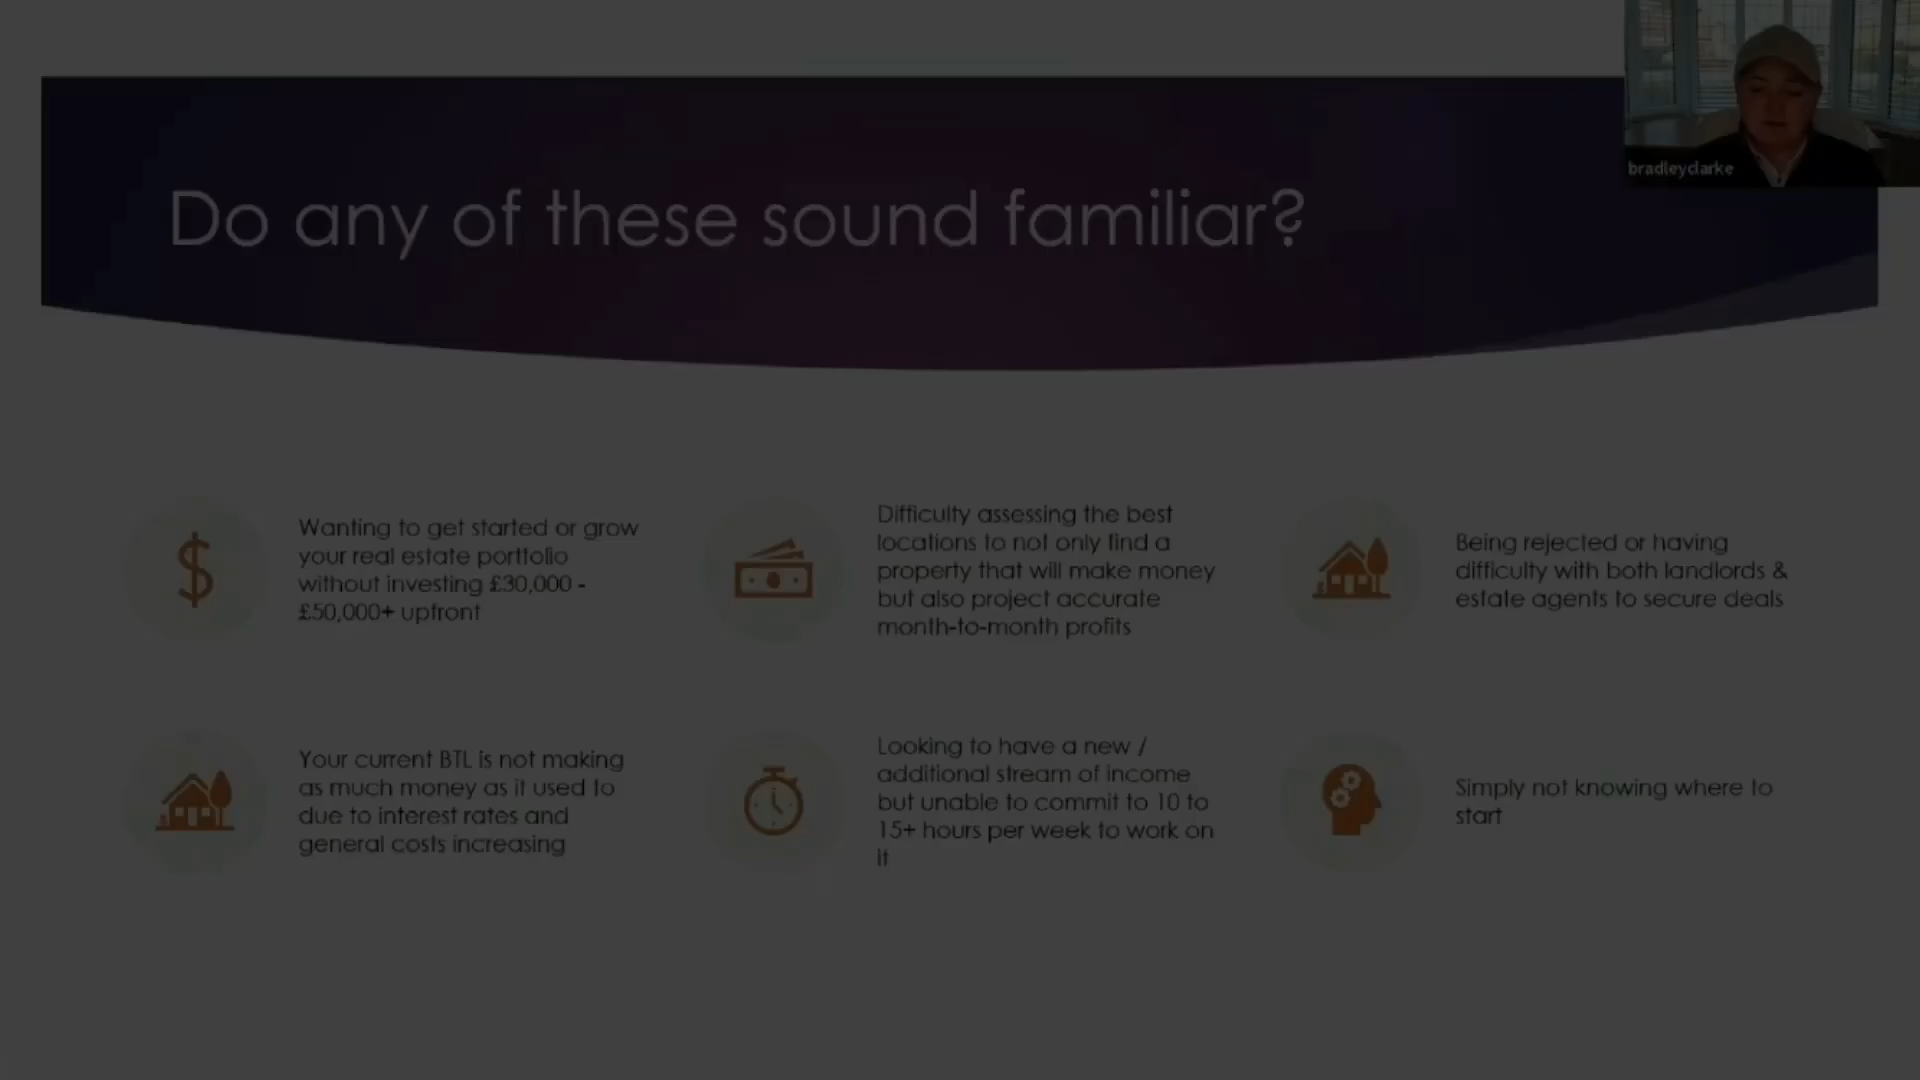 bradleyclarke
Do any of these sound familiar?
Wanting to get started or grow
your real estate portfolio
without investing £30,000 -
£50,000+ upfront
Difficulty assessing the best
locations to not only find a
property that will make money
but also project accurate
month-to-month profits
Being rejected or having
difficulty with both landlords &
estate agents to secure deals
Your current BTL is not making
as much money as it used to
due to interest rates and
general costs increasing
Looking to have a new /
additional stream of income
but unable to commit to 10 to
15+ hours per week to work on
it
Simply not knowing where to
start